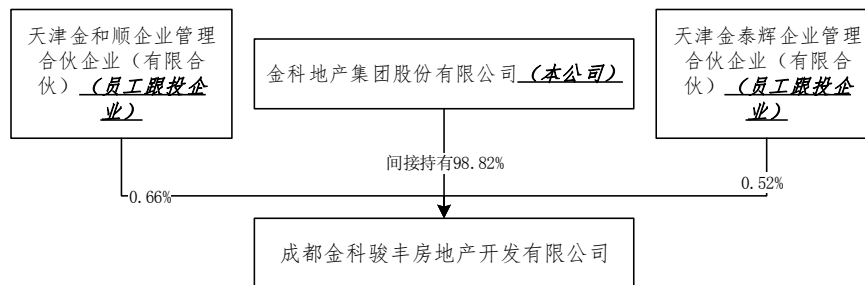 天津金和顺企业管理
合伙企业（有限合
伙）（员工跟投企
业）
金科地产集团股份有限公司（本公司）
天津金泰辉企业管理
合伙企业（有限合
伙）（员工跟投企
业）
间接持有98.82%
0.66%
0.52%
成都金科骏丰房地产开发有限公司